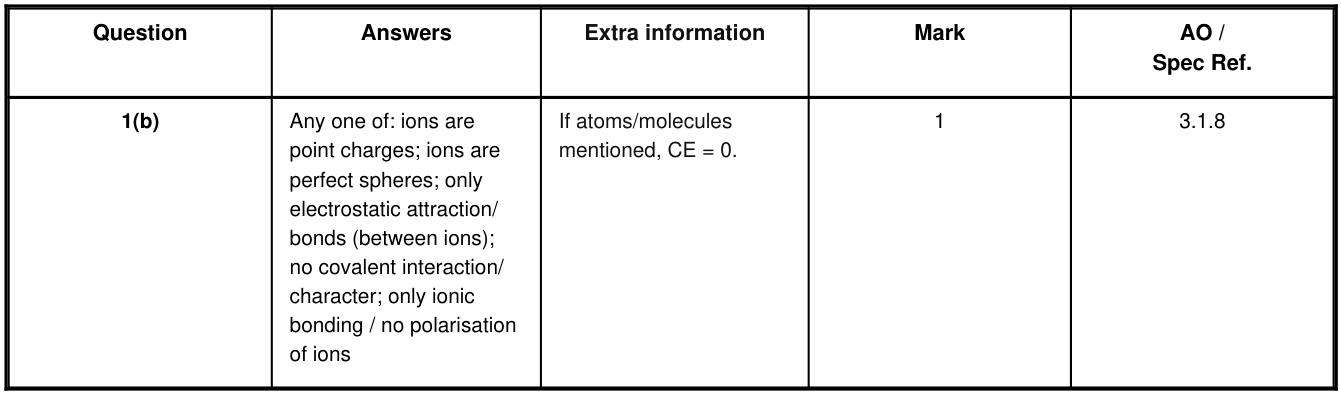 Question Answers Extra information Mark AO /
Spec Ref.
1(b) Any one of: ions are If atoms/molecules 1 3.1.8
point charges; ions are mentioned, CE = 0.
perfect spheres; only
electrostatic attraction/
bonds (between ions);
no covalent interaction/
character; only ionic
bonding / no polarisation
of ions